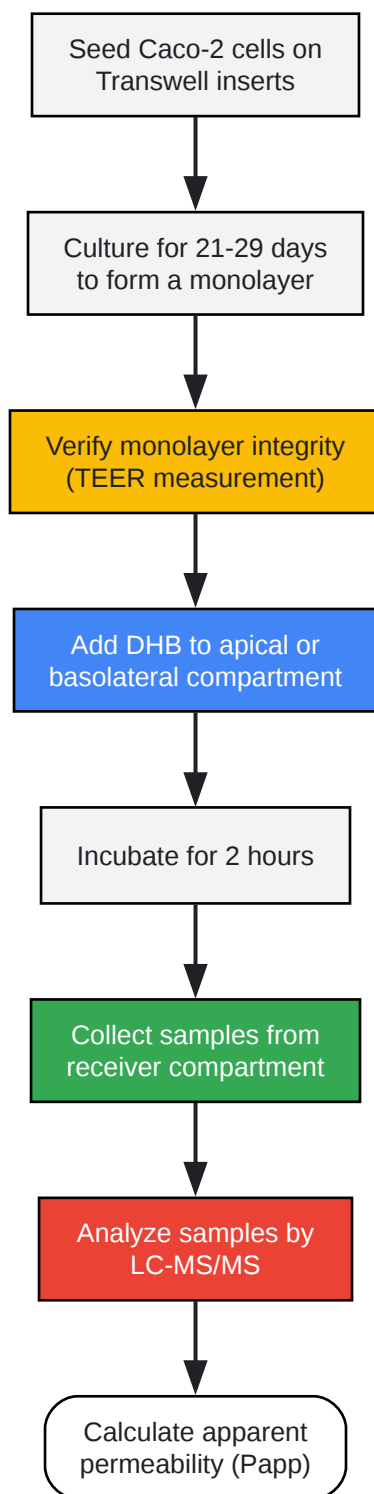 Seed Caco-2 cells on
Transwell inserts
Culture for 21-29 days
to form a monolayer
Verify monolayer integrity
(TEER measurement)
Add DHB to apical or
basolateral compartment
Incubate for 2 hours
Collect samples from
receiver compartment
Analyze samples by
LC-MS/MS
Calculate apparent
permeability (Papp)